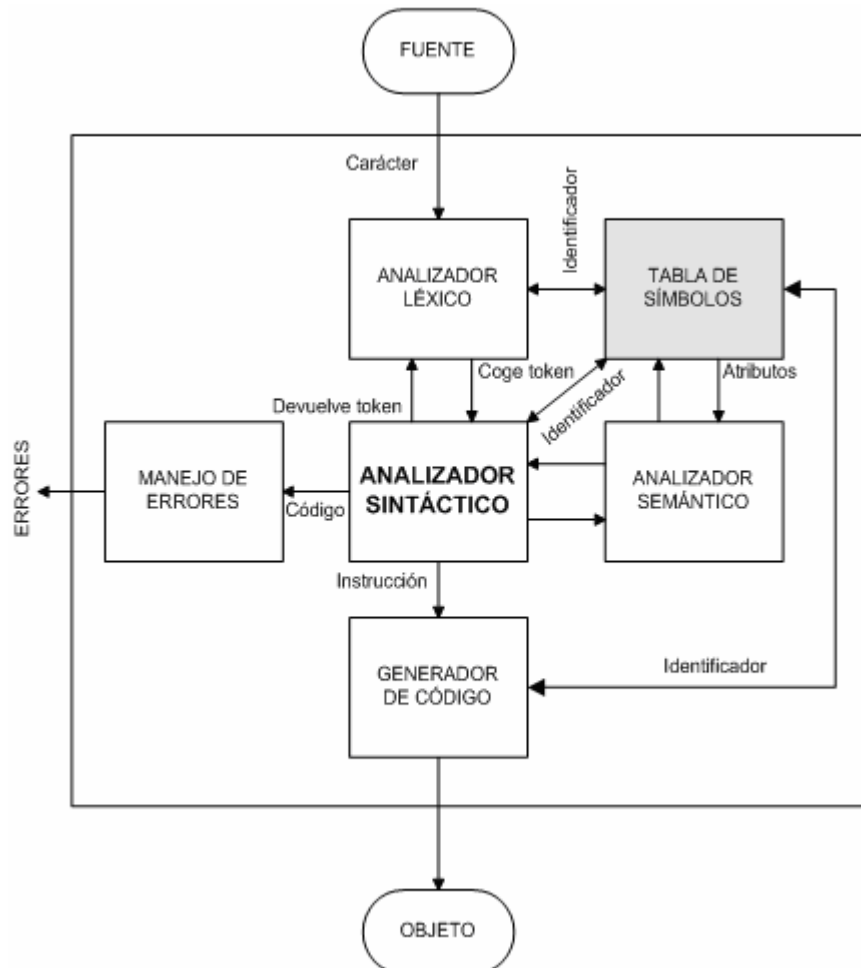 FUENTE
Carácter
Identificador
ANALIZADOR
LÉXICO
TABLA DE
SÍMBOLOS
Coge token
Atributos
Devuelve token
Identificador
ERRORES
MANEJO DE
ERRORES
Código
ANALIZADOR
SINTÁCTICO
ANALIZADOR
SEMÁNTICO
Instrucción
GENERADOR
DE CÓDIGO
Identificador
OBJETO